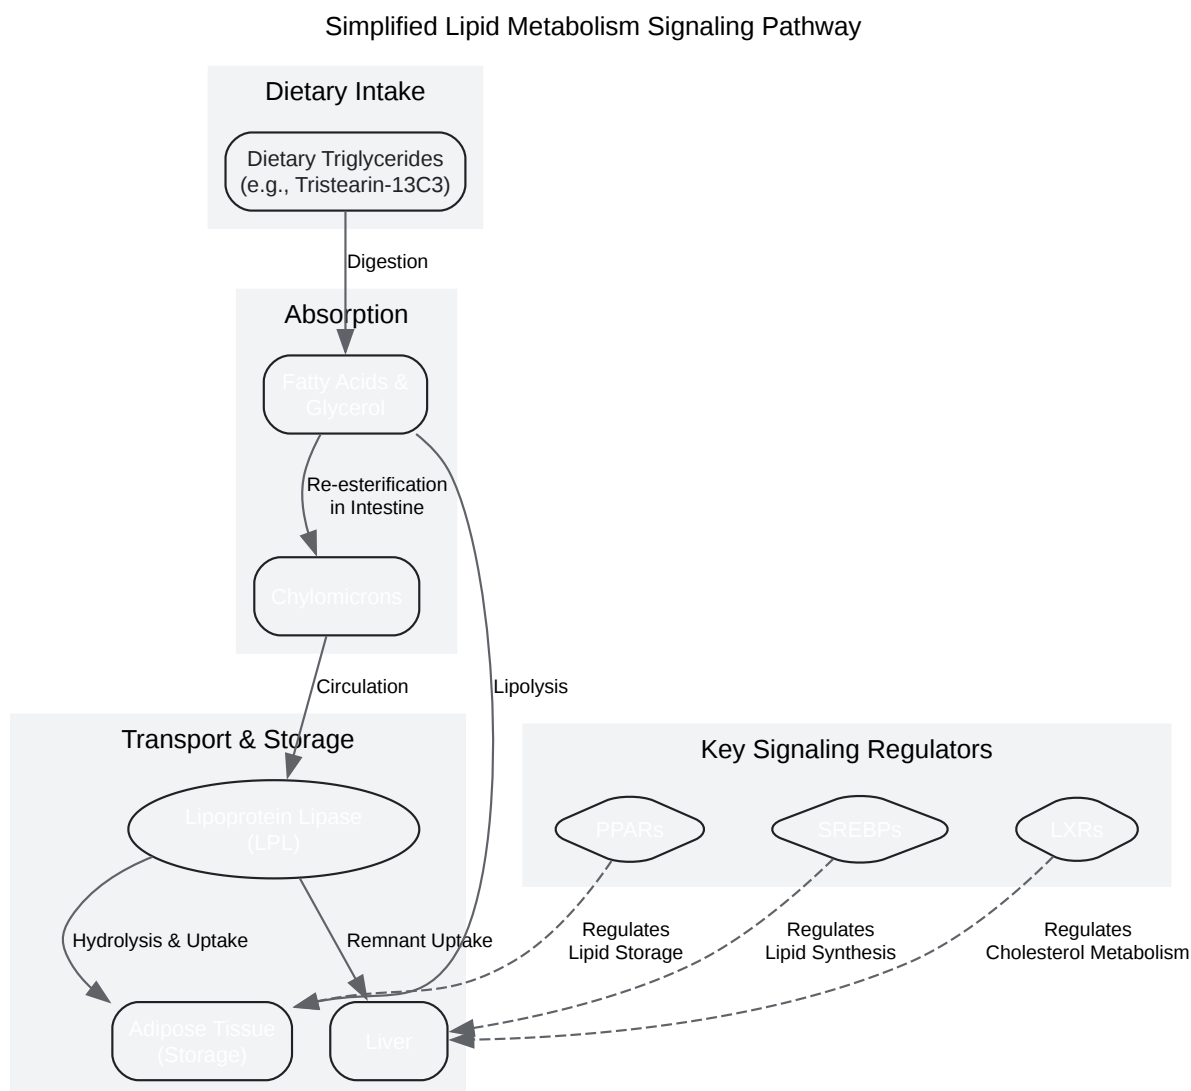 Simplified Lipid Metabolism Signaling Pathway
Dietary Intake
Dietary Triglycerides
(e.g., Tristearin-13C3)
Digestion
Absorption
Fatty Acids &
Glycerol
Re-esterification
in Intestine
Chylomicrons
Circulation
Lipolysis
Transport & Storage
Lipoprotein Lipase
(LPL)
Hydrolysis & Uptake
Remnant Uptake
Adipose Tissue
(Storage)
Liver
Key Signaling Regulators
PPARs
SREBPs
LXRs
Regulates
Lipid Storage
Regulates
Lipid Synthesis
Regulates
Cholesterol Metabolism